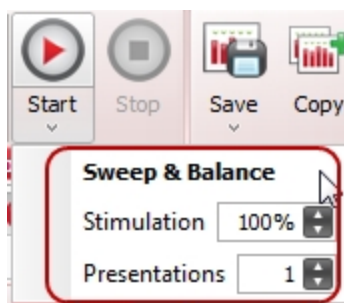 Start Stop Save Copy
Sweep & Balance
Stimulation 100%
Presentations 1